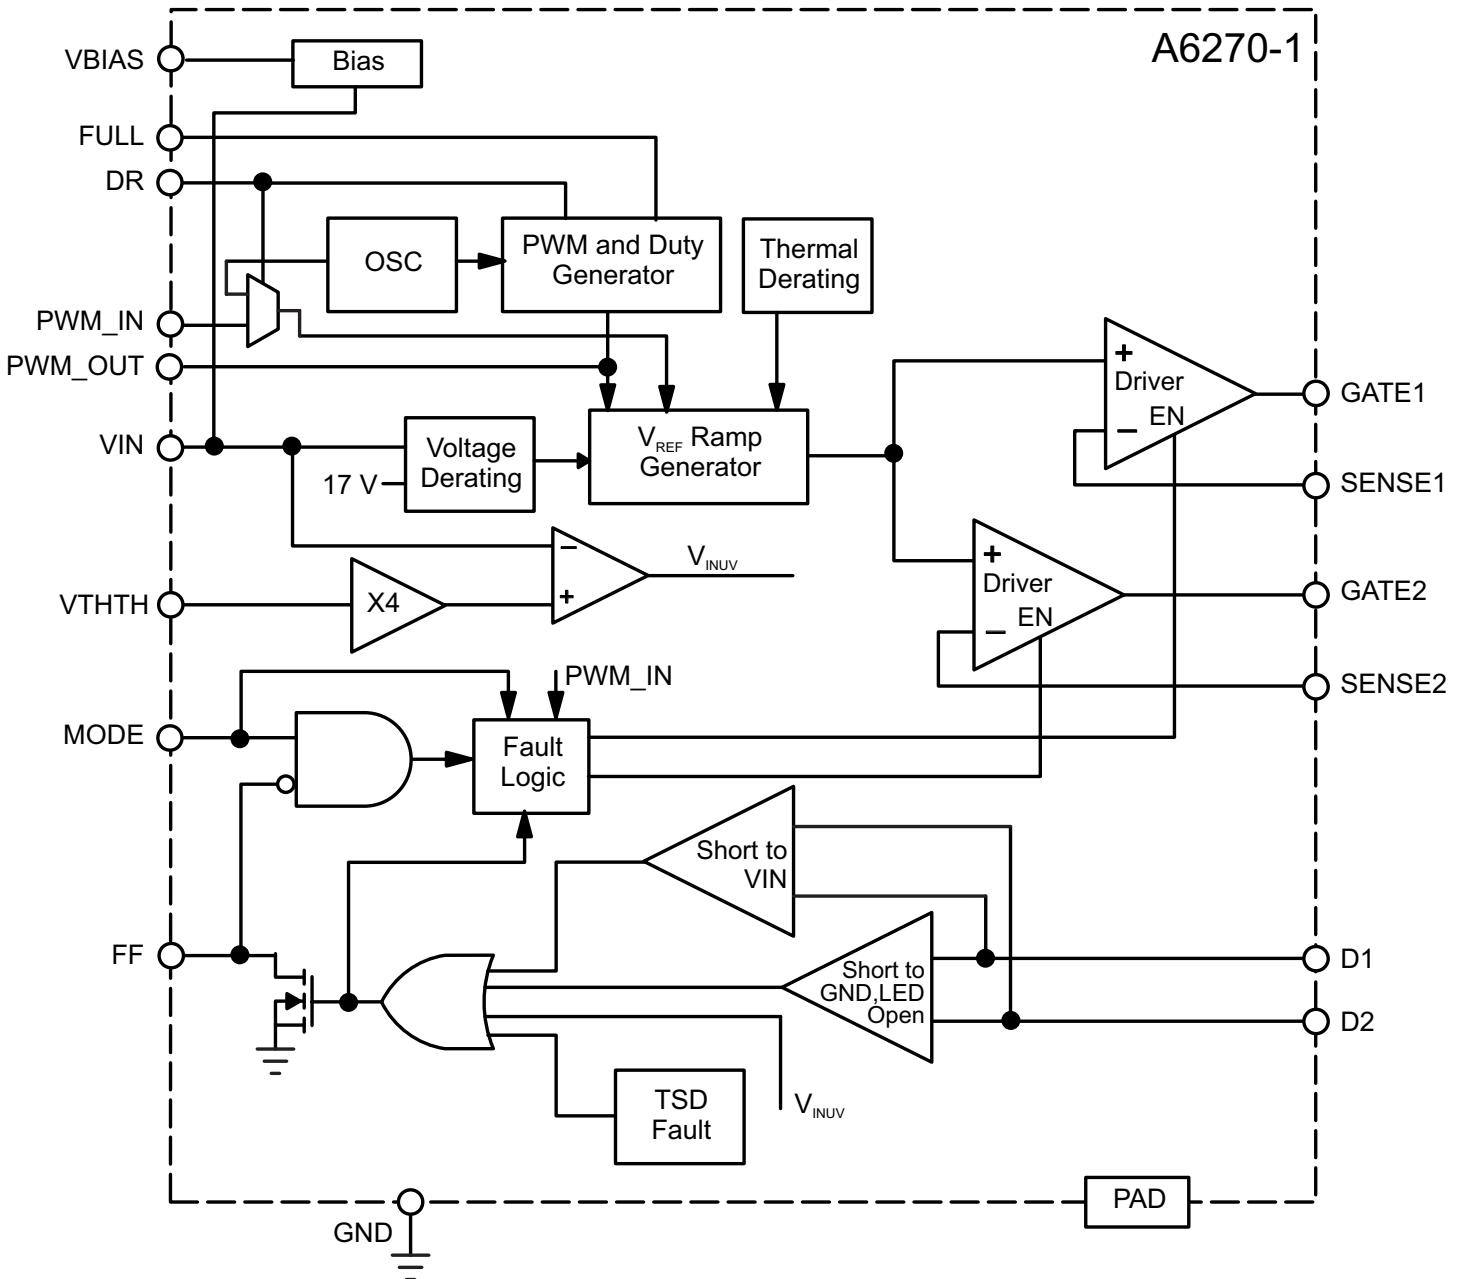 A6270-1
VBIAS
Bias
FULL
DR
OSC
PWM and Duty
Generator
Thermal
Derating
PWM_IN
PWM_OUT
VIN
Voltage
Derating
17 V
VREF Ramp
Generator
+
Driver
EN
–
GATE1
SENSE1
+
Driver
EN
–
GATE2
SENSE2
–
+
VINUV
VTHTH
X4
PWM_IN
MODE
Fault
Logic
Short to
VIN
FF
Short to
GND,LED
Open
D1
D2
TSD
Fault
VINUV
PAD
GND